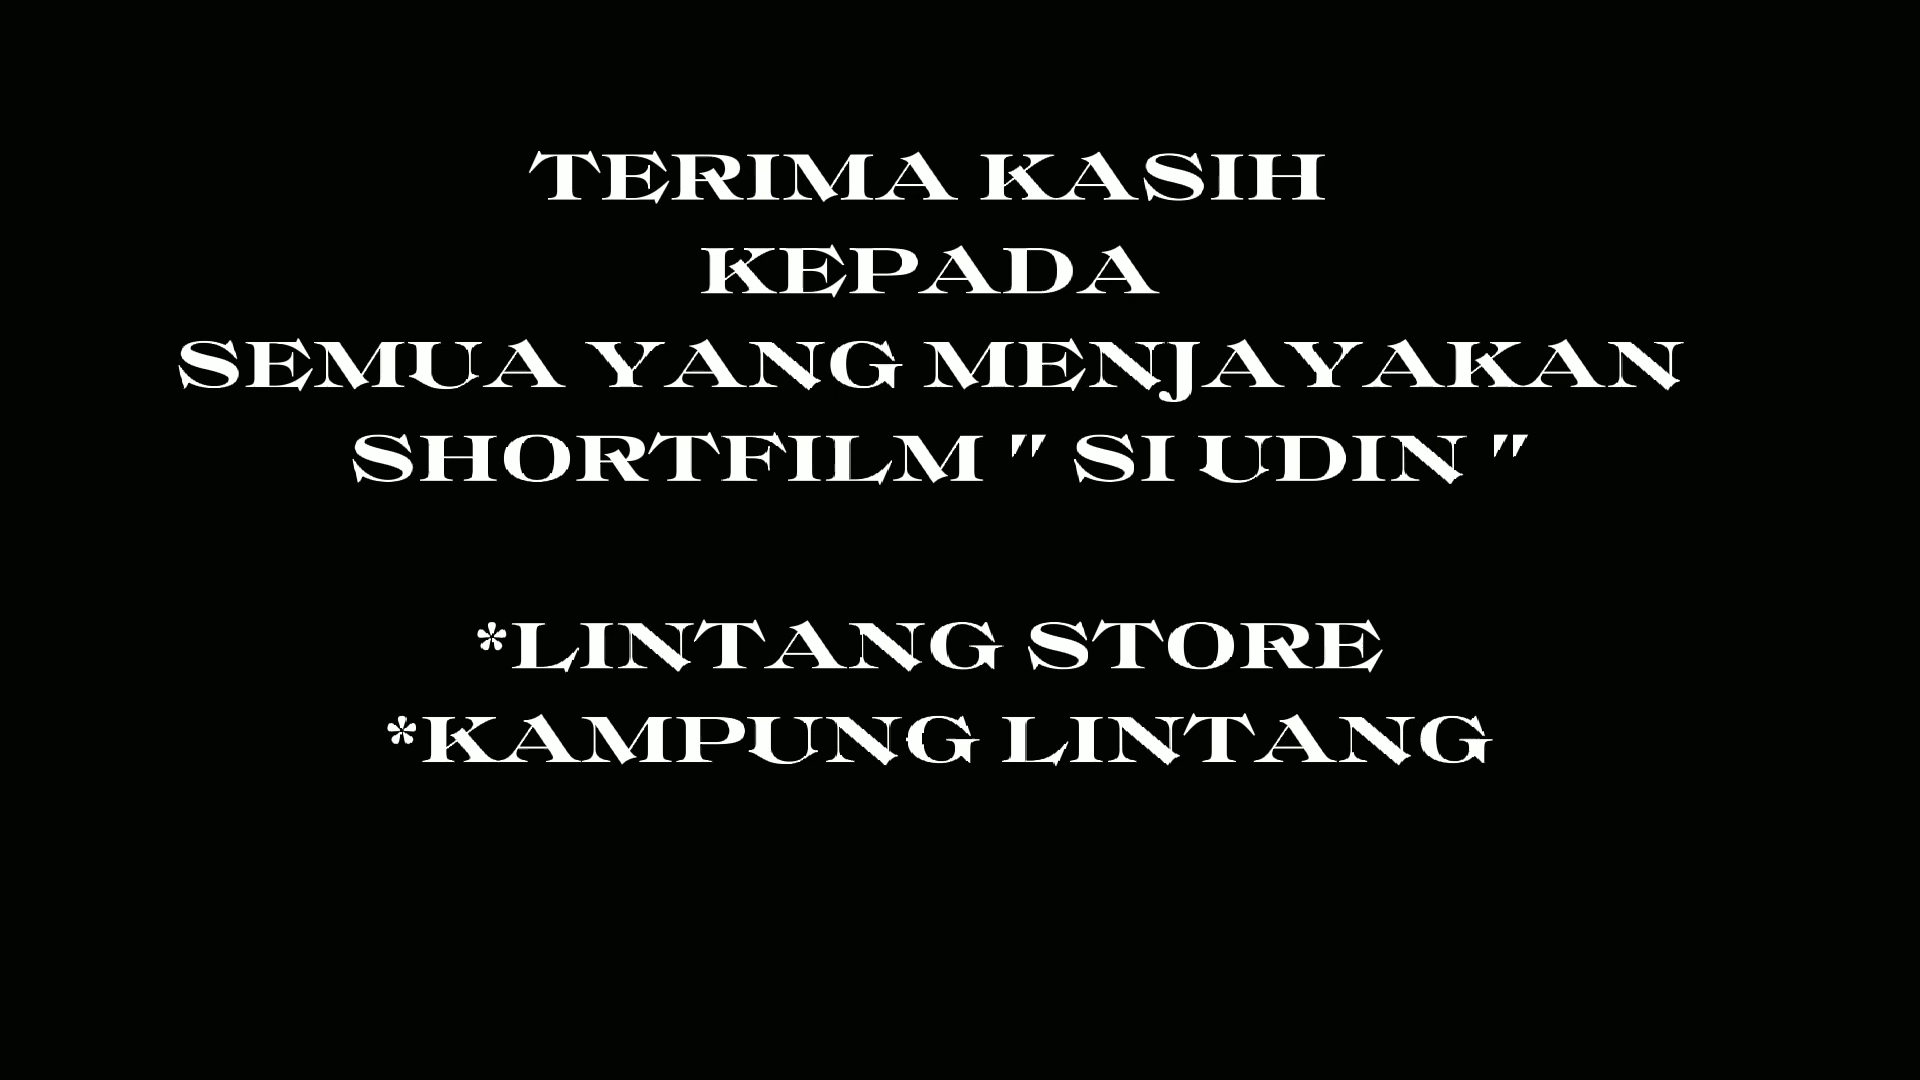 TERIMA KASIH
KEPADA
SEMUA YANG MENJAYAKAN
SHORTFILM " SI UDIN "
*LINTANG STORE
*KAMPUNG LINTANG